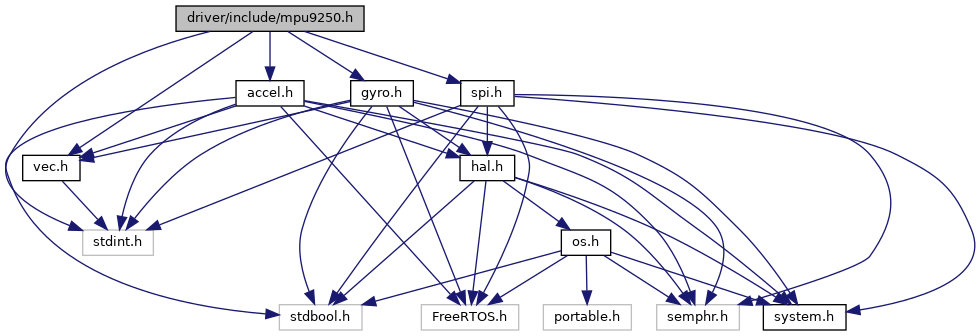 driver/include/mpu9250.h
accel.h
gyro.h
spi.h
vec.h
hal.h
stdint.h
os.h
stdbool.h
FreeRTOS.h
portable.h
semphr.h
system.h